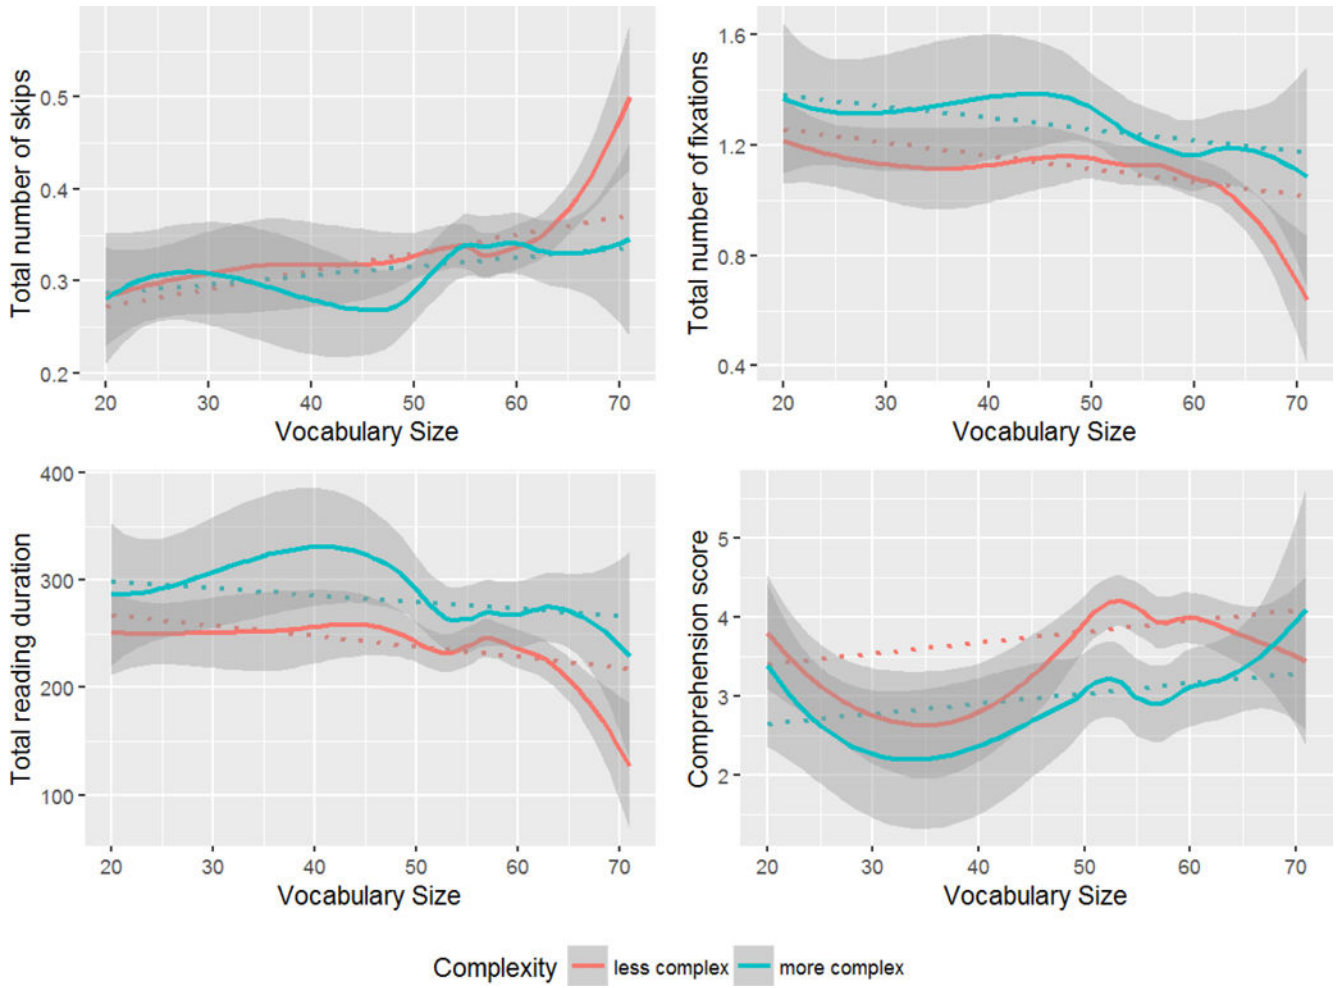 Total number of skips
0.5
0.4
0.3
0.2
20 30 40 50 60 70
Vocabulary Size
Total number of fixations
1.6
1.2
0.8
0.4
20 30 40 50 60 70
Vocabulary Size
Total reading duration
400
300
200
100
20 30 40 50 60 70
Vocabulary Size
Comprehension score
5
4
3
2
20 30 40 50 60 70
Vocabulary Size
Complexity less complex more complex